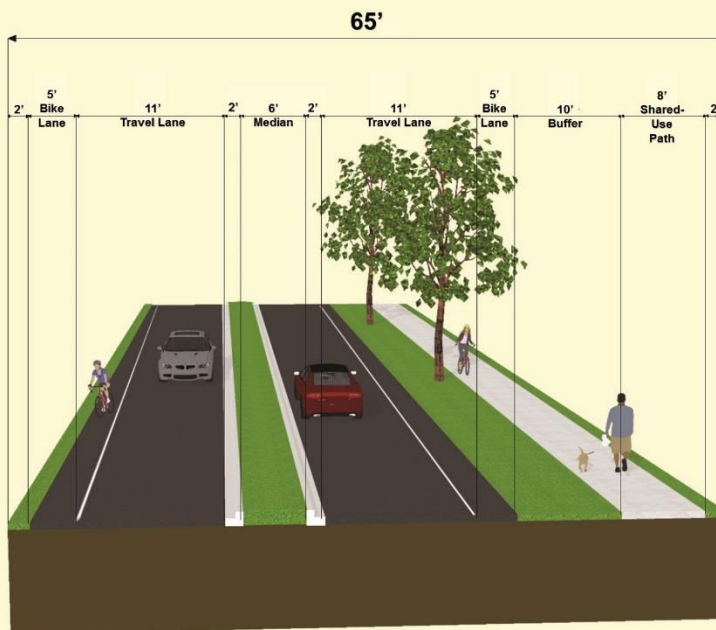 65’
2’
5’
Bike
Lane
11’
Travel Lane
2’
6’
Median
2’
11’
Travel Lane
5’
Bike
Lane
10’
Buffer
8’
Shared-
Use
Path
2